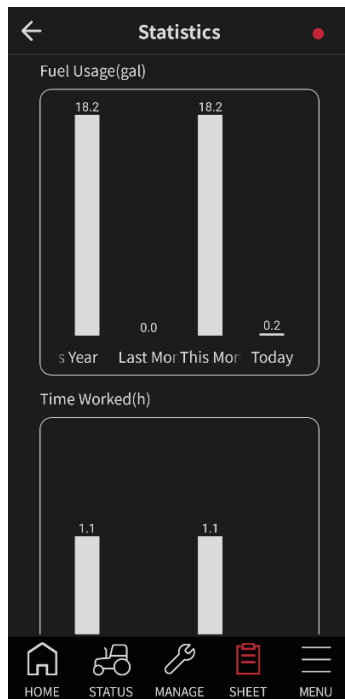 Statistics
Fuel Usage(gal)
18.2 18.2
0.0 0.2
s Year Last Mor This Mor Today
Time Worked(h)
1.1 1.1
HOME STATUS MANAGE SHEET MENU